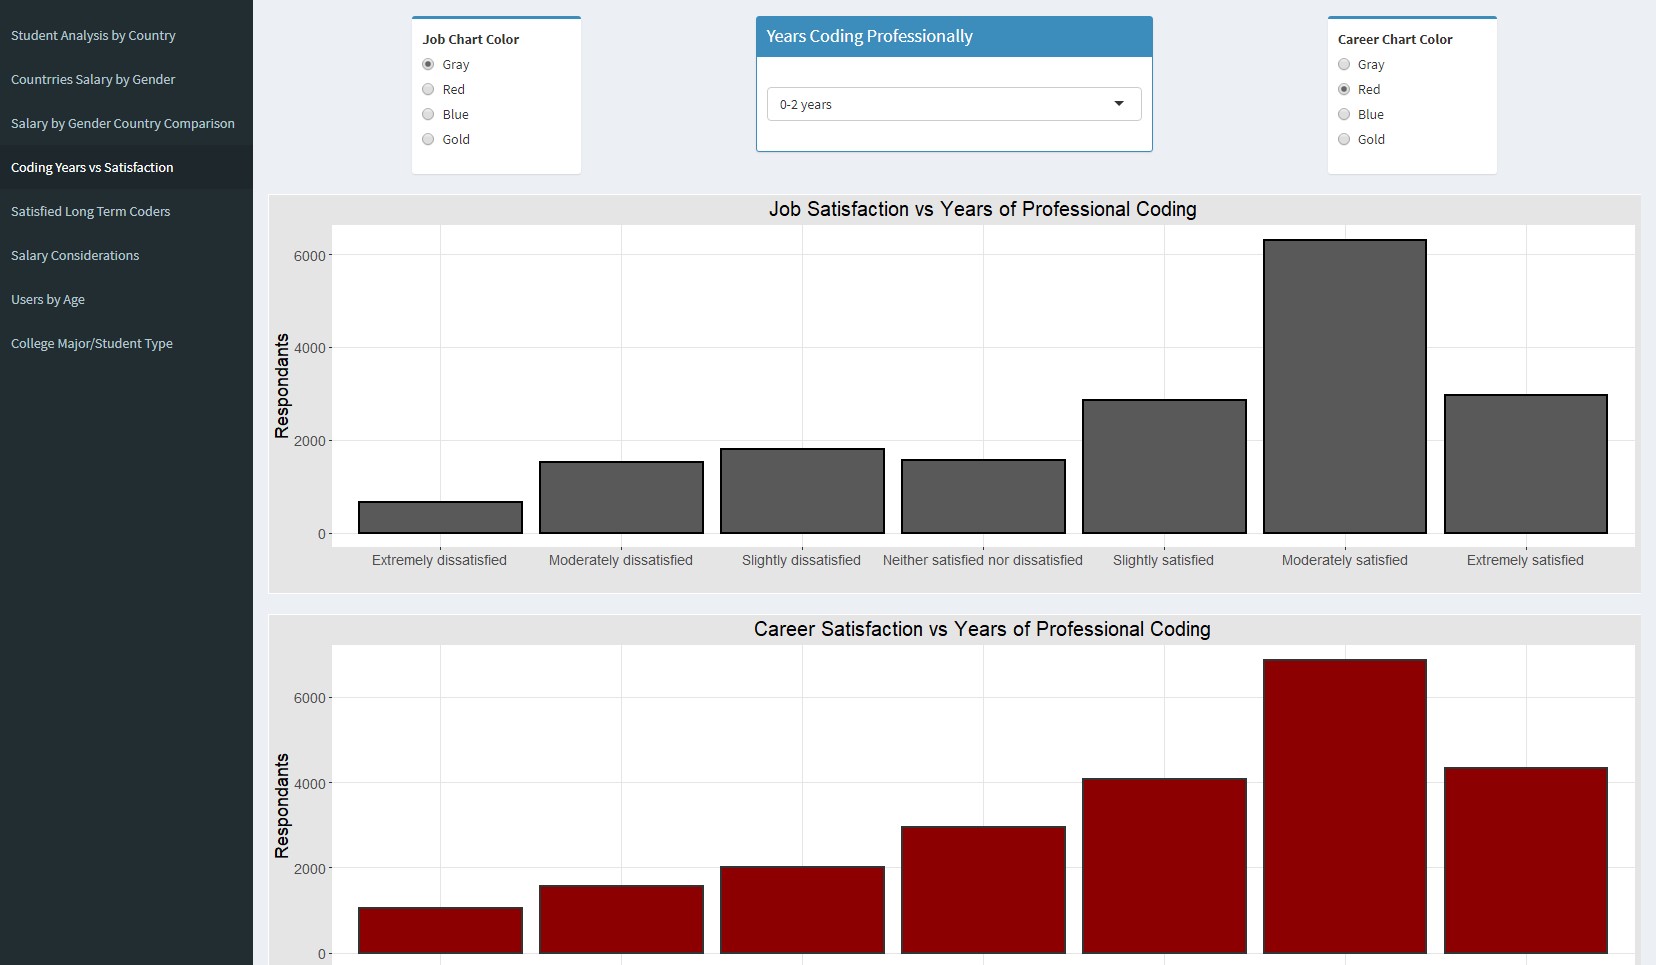 Student Analysis by Country
Countrries Salary by Gender
Salary by Gender Country Comparison
Coding Years vs Satisfaction
Satisfied Long Term Coders
Salary Considerations
Users by Age
College Major/Student Type
Job Chart Color
Gray
Red
Blue
Gold
Years Coding Professionally
0-2 years
Career Chart Color
Gray
Red
Blue
Gold
Job Satisfaction vs Years of Professional Coding
Respondants
6000
4000
2000
0
Extremely dissatisfied Moderately dissatisfied Slightly dissatisfied Neither satisfied nor dissatisfied Slightly satisfied Moderately satisfied Extremely satisfied
Career Satisfaction vs Years of Professional Coding
Respondants
6000
4000
2000
0